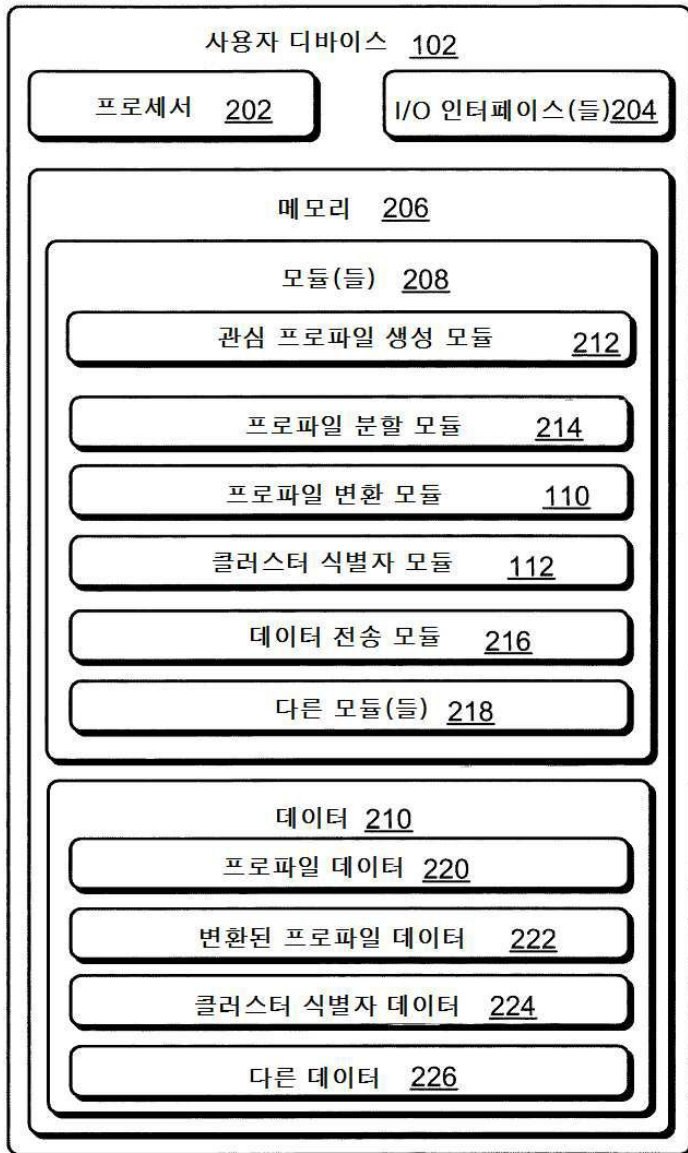 사용자 디바이스 102
프로세서 202
I/O 인터페이스(들)204
메모리 206
모듈(들) 208
관심 프로파일 생성 모듈 212
프로파일 분할 모듈 214
프로파일 변환 모듈 110
클러스터 식별자 모듈 112
데이터 전송 모듈 216
다른 모듈(들) 218
데이터 210
프로파일 데이터 220
변환된 프로파일 데이터 222
클러스터 식별자 데이터 224
다른 데이터 226